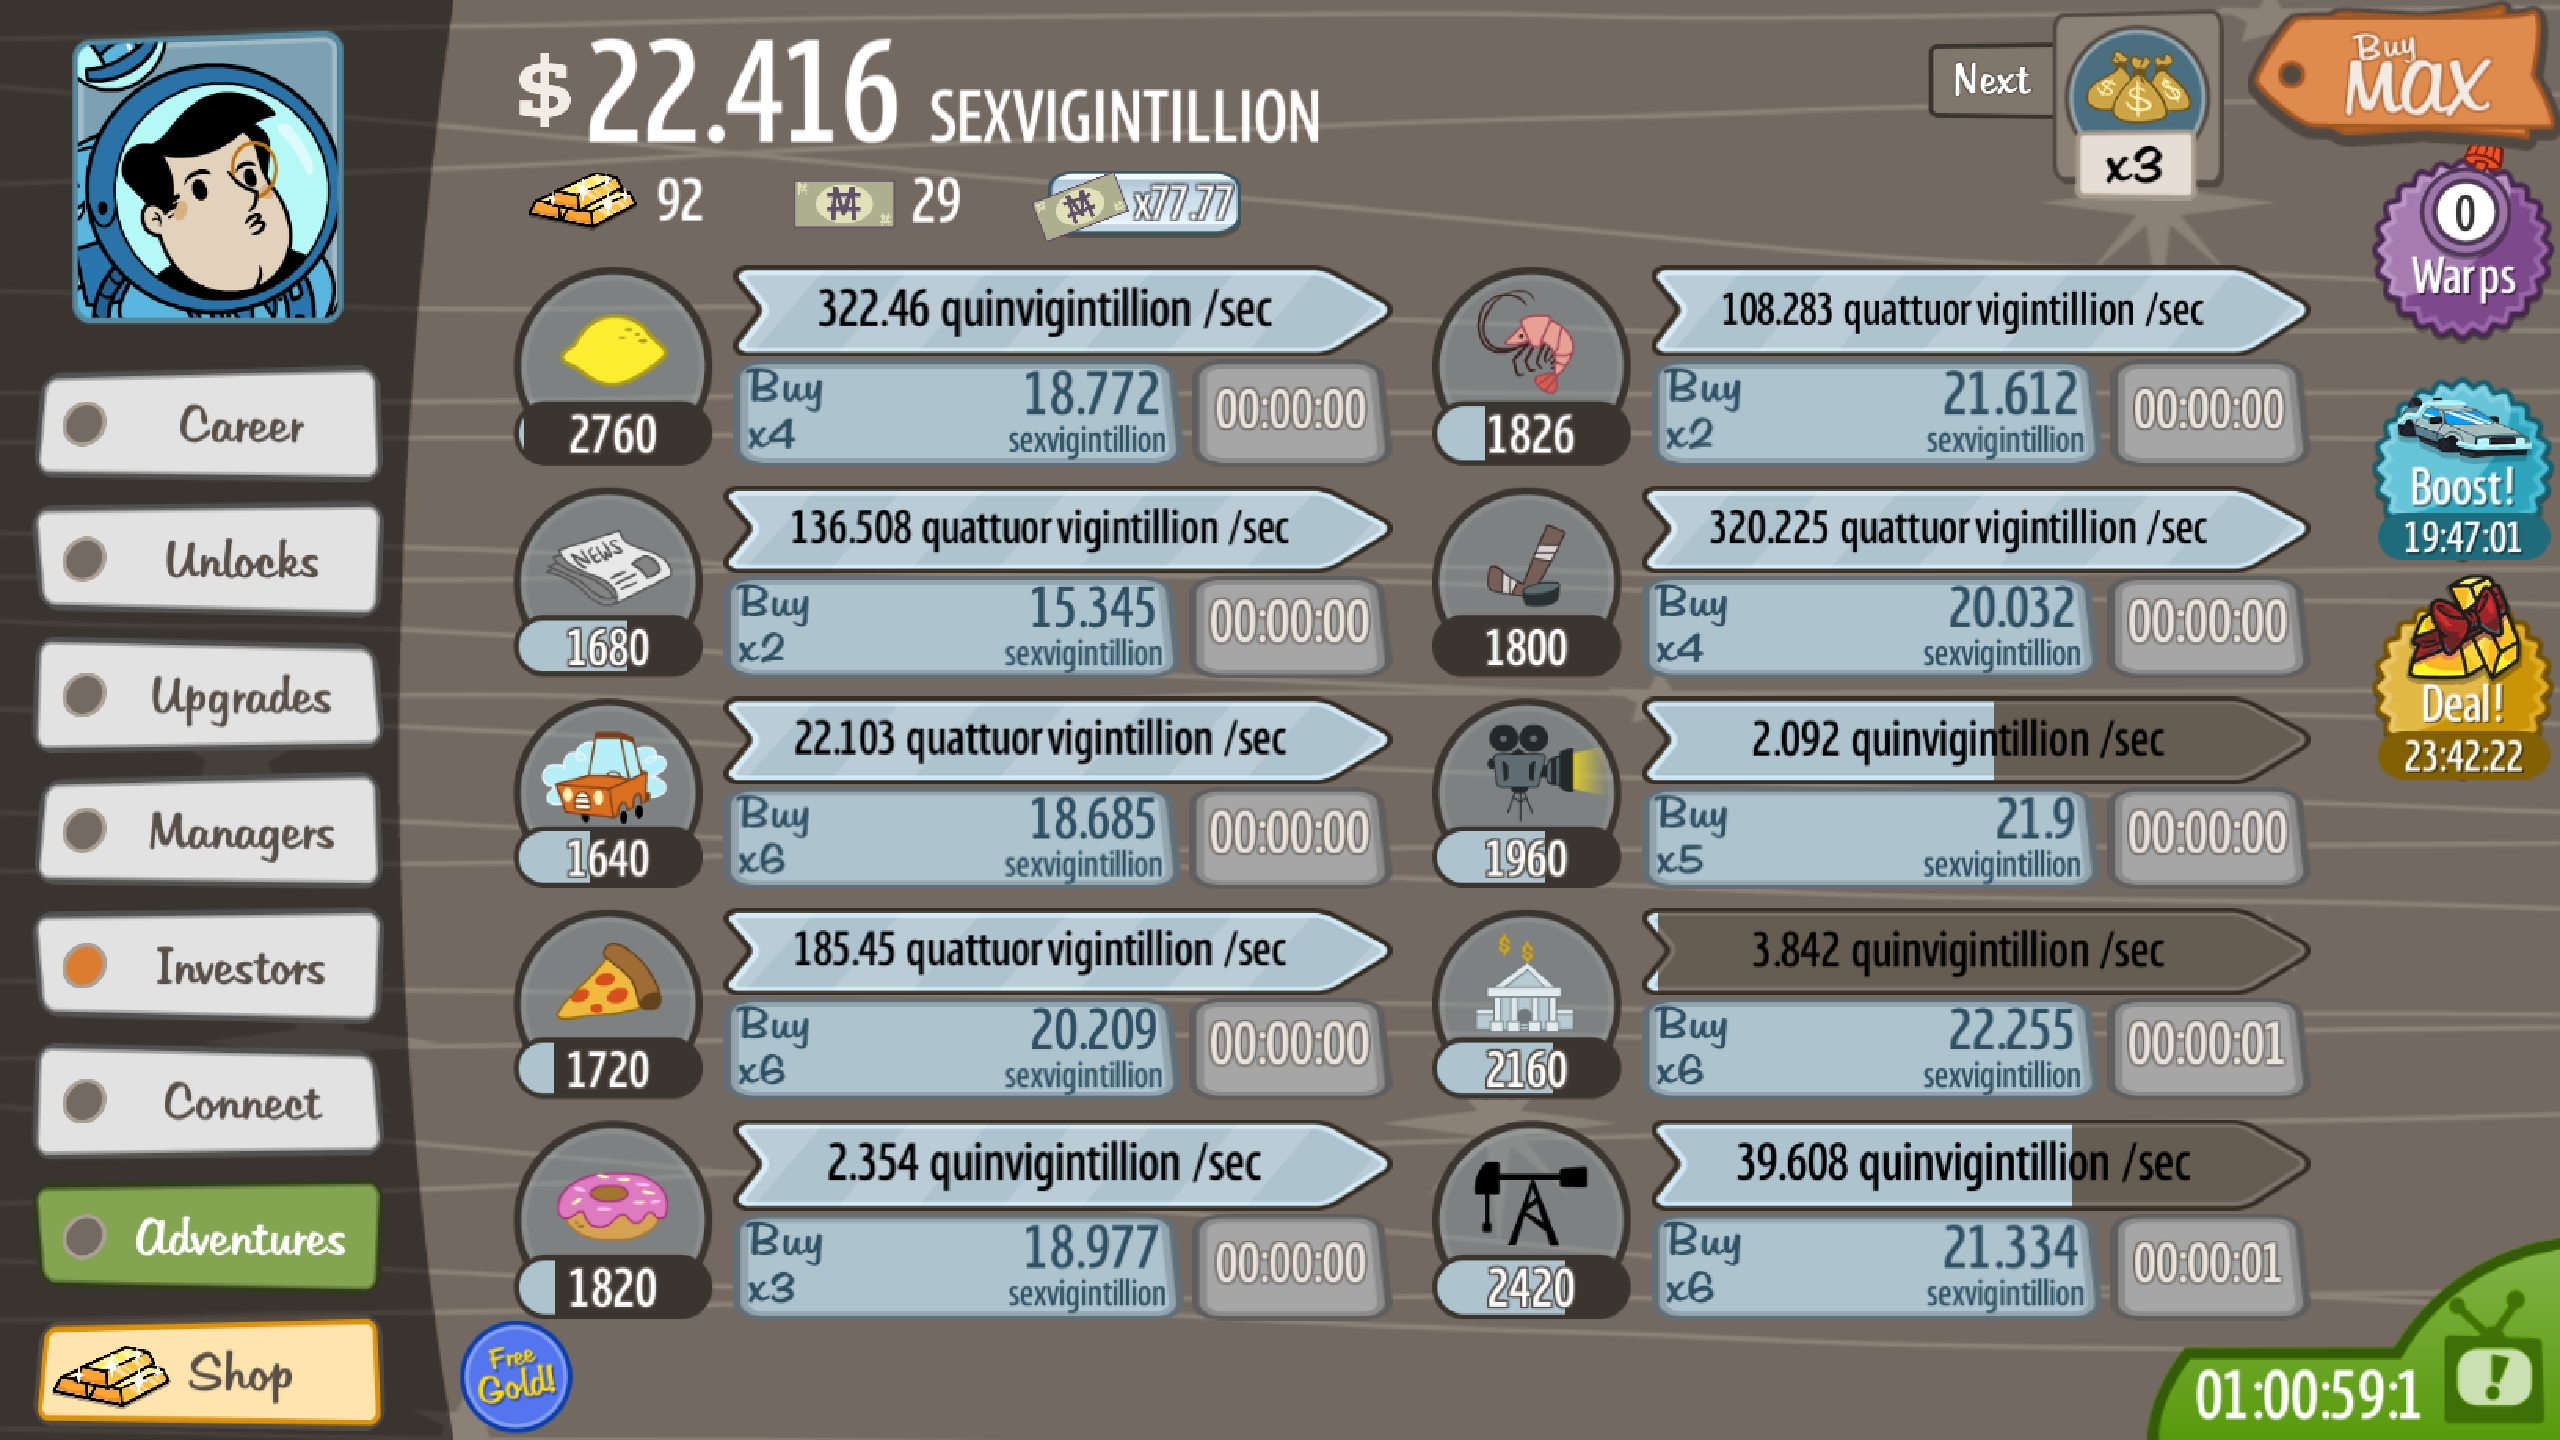 $22.416 SEXVIGINTILLION
92
29
x77.77
Next
x3
Buy
MAX
0
Warps
Boost!
19:47:01
Deal!
23:42:22
Career
Unlocks
Upgrades
Managers
Investors
Connect
Adventures
Shop
322.46 quinvigintillion /sec
2760
Buy
x4
18.772
sexvigintillion
00:00:00
NEWS
136.508 quattuorvigintillion /sec
1680
Buy
x2
15.345
sexvigintillion
00:00:00
22.103 quattuorvigintillion /sec
1640
Buy
x6
18.685
sexvigintillion
00:00:00
185.45 quattuorvigintillion /sec
1720
Buy
x6
20.209
sexvigintillion
00:00:00
2.354 quinvigintillion /sec
1820
Buy
x3
18.977
sexvigintillion
00:00:00
108.283 quattuorvigintillion /sec
1826
Buy
x2
21.612
sexvigintillion
00:00:00
320.225 quattuorvigintillion /sec
1800
Buy
x4
20.032
sexvigintillion
00:00:00
2.092 quinvigintillion /sec
1960
Buy
x5
21.9
sexvigintillion
00:00:00
$ $
3.842 quinvigintillion /sec
2160
Buy
x6
22.255
sexvigintillion
00:00:01
39.608 quinvigintillion /sec
2420
Buy
x6
21.334
sexvigintillion
00:00:01
Free
Gold!
01:00:59:1
!